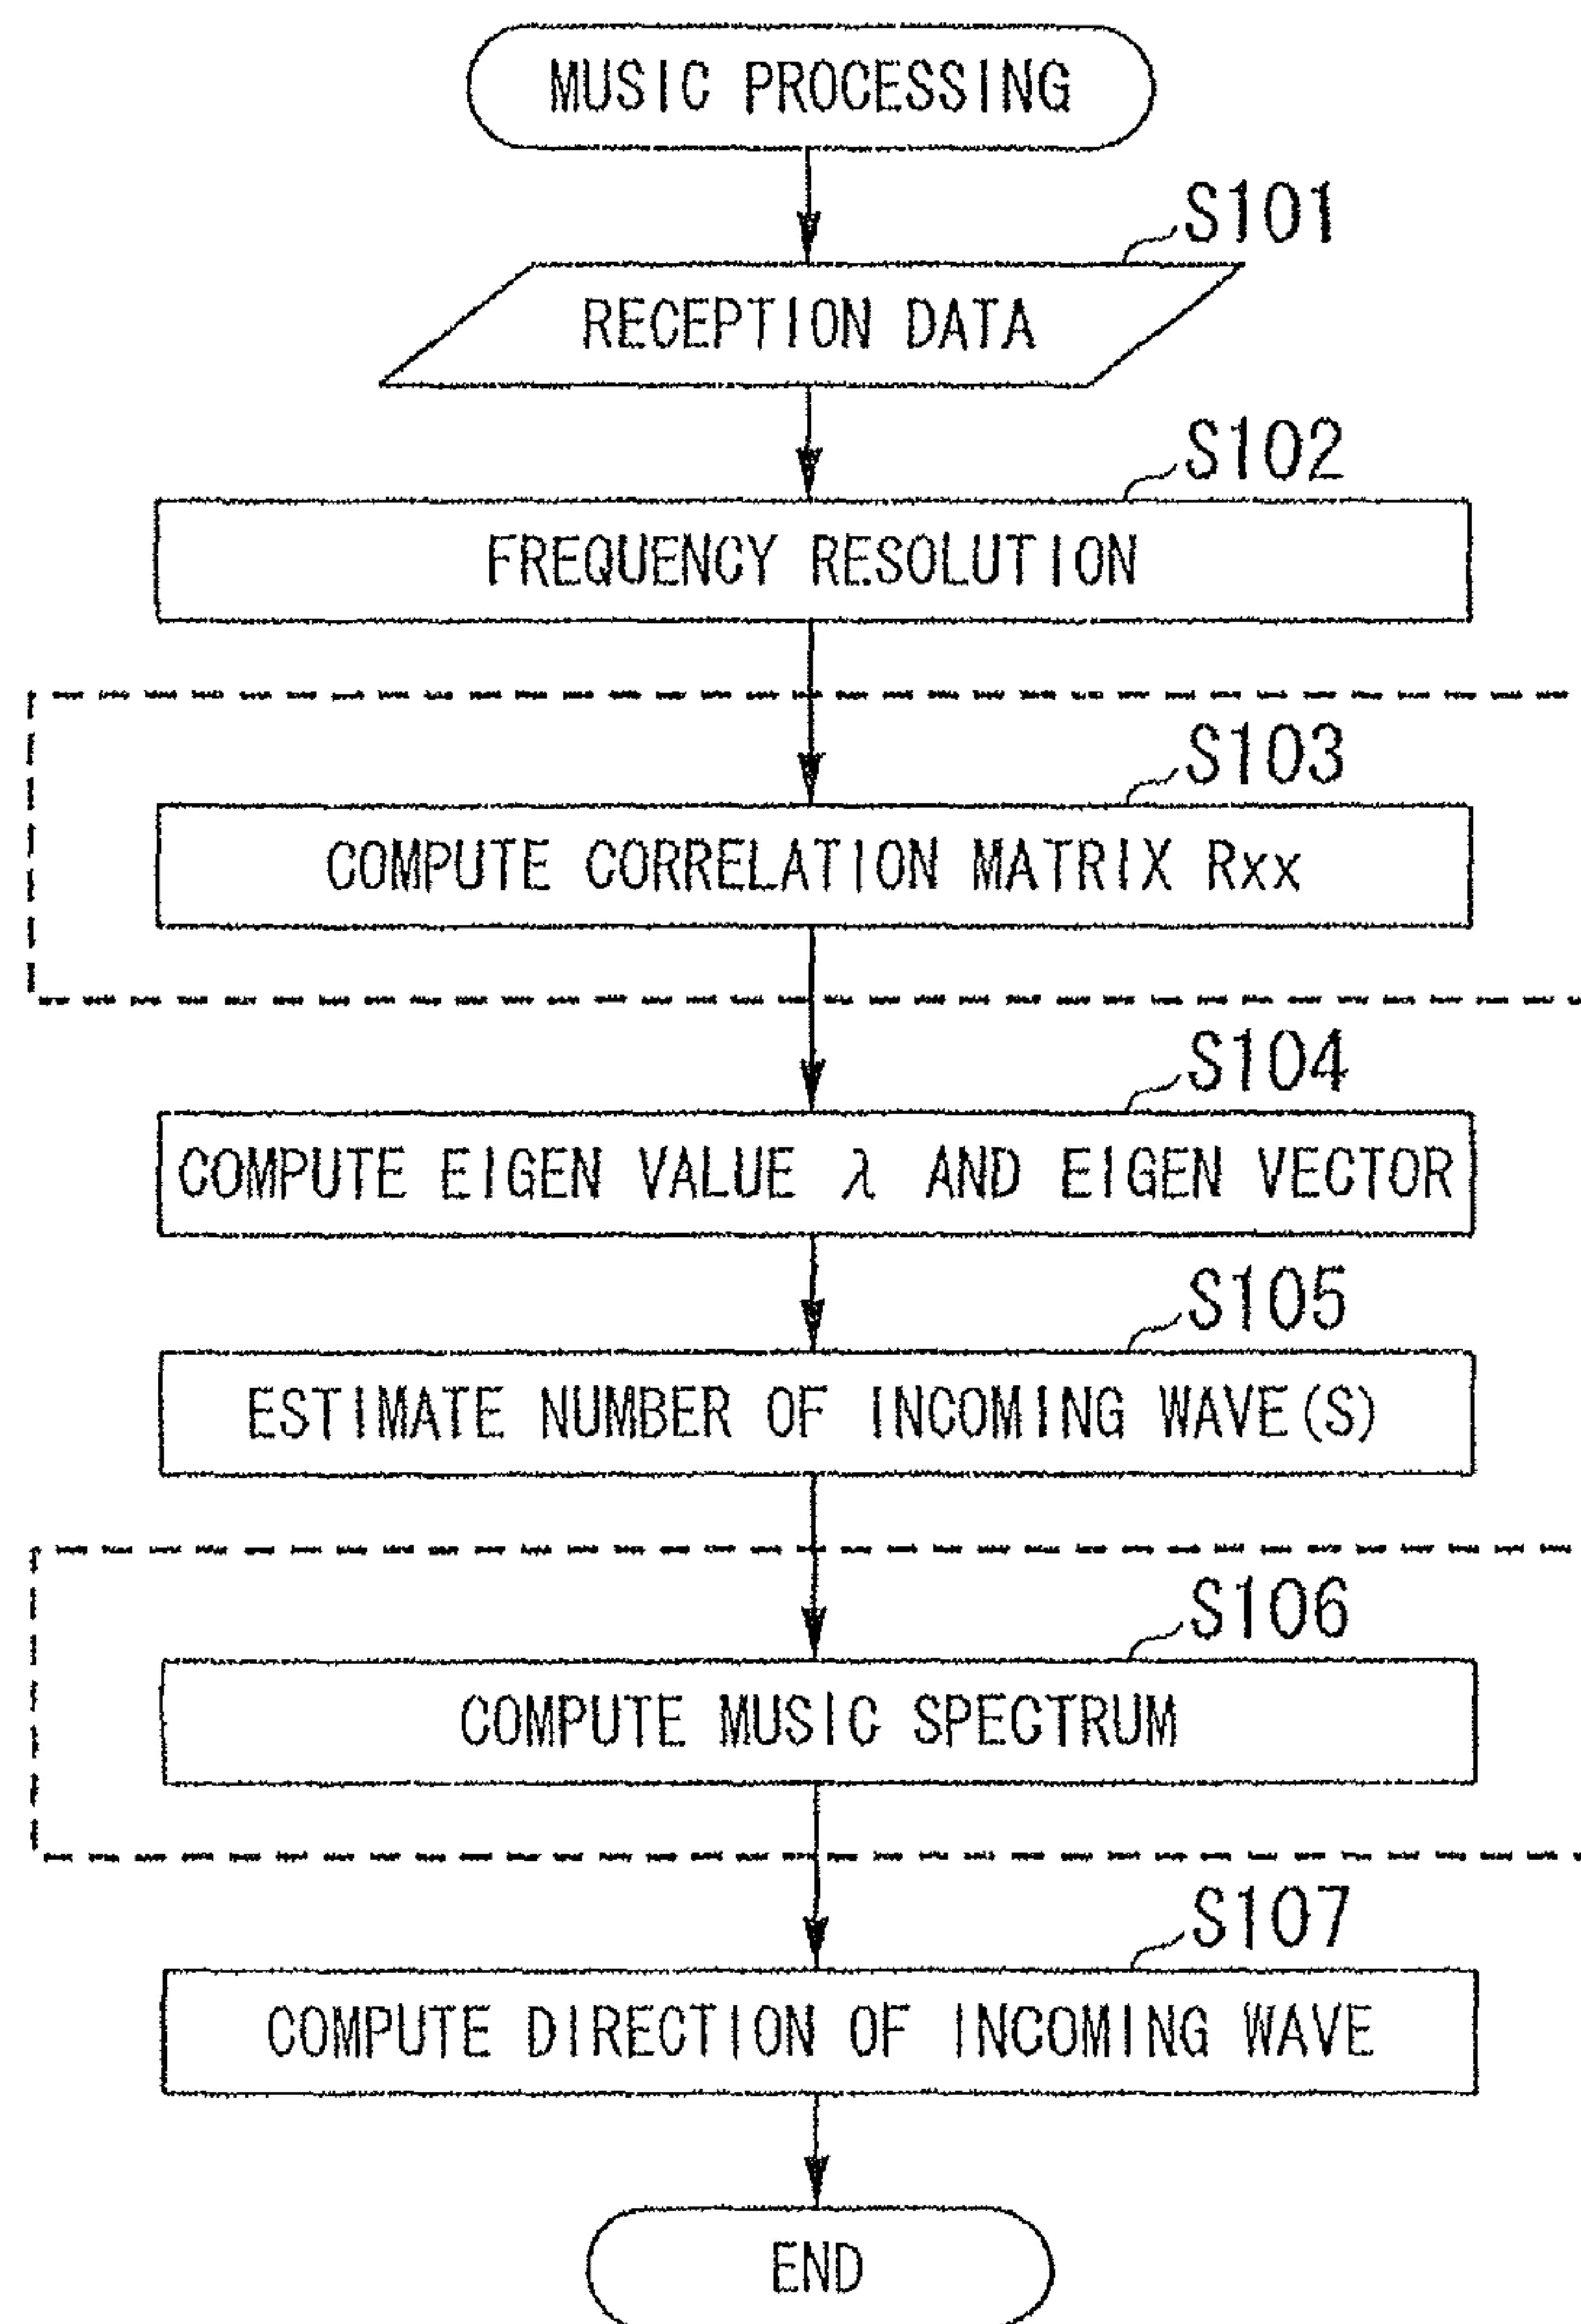 MUSIC PROCESSING
S101
RECEPTION DATA
S102
FREQUENCY RESOLUTION
S103
COMPUTE CORRELATION MATRIX Rxx
S104
COMPUTE EIGEN VALUE λ AND EIGEN VECTOR
S105
ESTIMATE NUMBER OF INCOMING WAVE(S)
S106
COMPUTE MUSIC SPECTRUM
S107
COMPUTE DIRECTION OF INCOMING WAVE
END